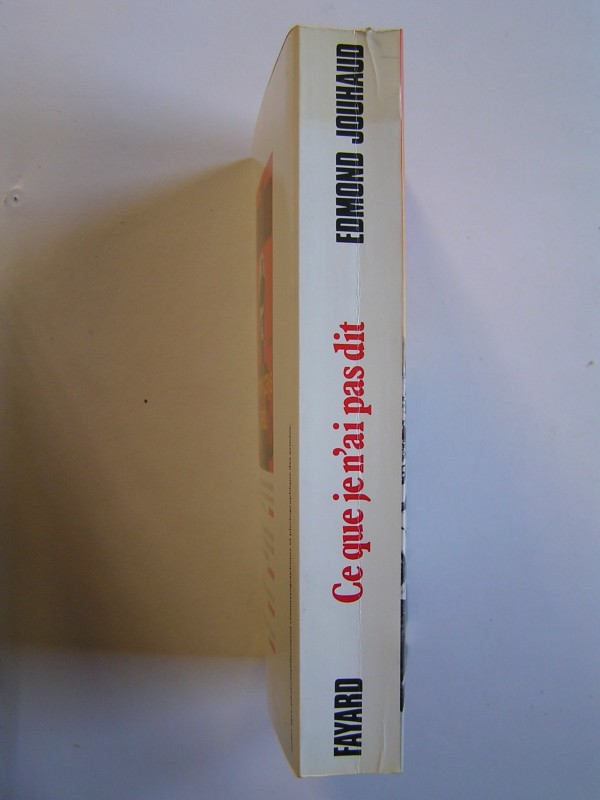 FAYARD
Ce que je n'ai pas dit
EDMOND JOUHAUD